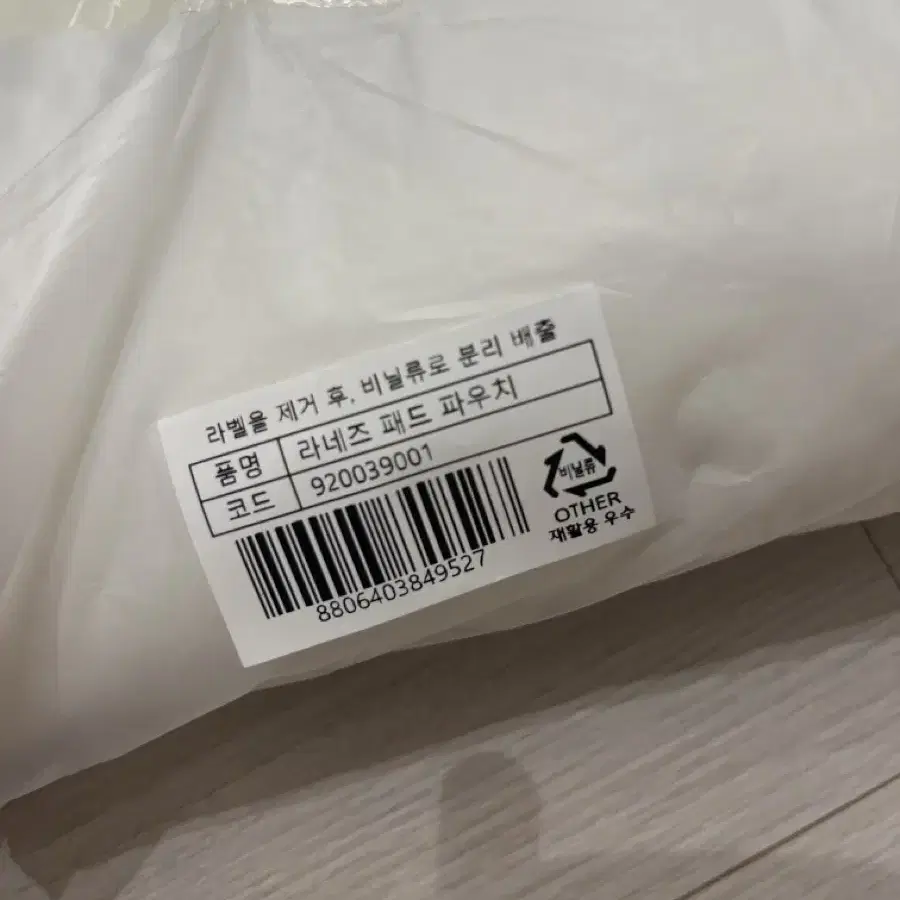 라벨을 제거 후, 비닐류로 분리 배출
품명 라네즈 패드 파우치
코드 920039001
비닐류
OTHER
재활용 우수
8806403849527